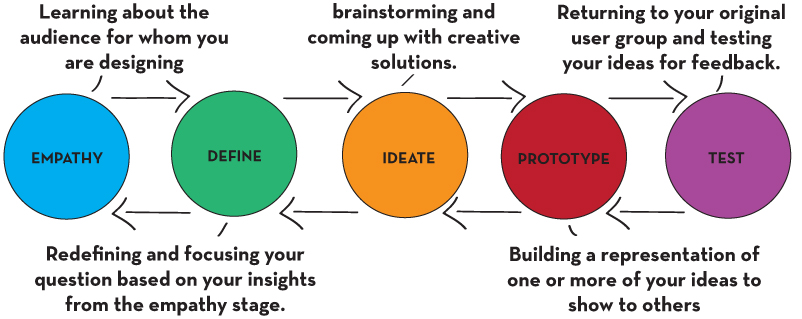 Learning about the
audience for whom you
are designing
brainstorming and
coming up with creative
solutions.
Returning to your original
user group and testing
your ideas for feedback.
EMPATHY
DEFINE
IDEATE
PROTOTYPE
TEST
Redefining and focusing your
question based on your insights
from the empathy stage.
Building a representation of
one or more of your ideas to
show to others